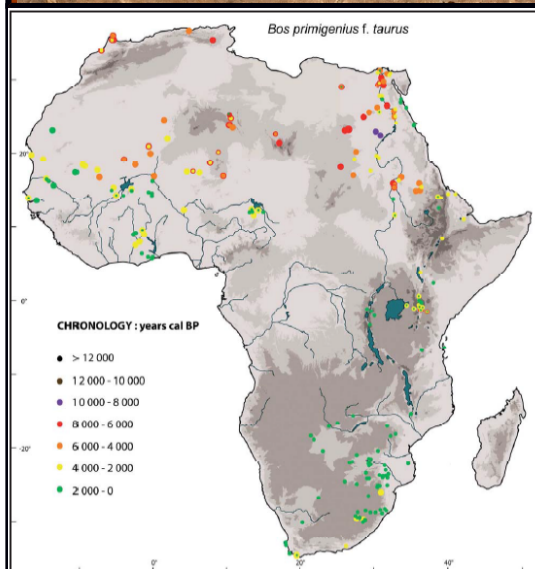 Bos primigenius f. taurus
20°
0°
CHRONOLOGY : years cal BP
> 12 000
12 000 - 10 000
10 000 - 8 000
8 000 - 6 000
6 000 - 4 000
4 000 - 2 000
2 000 - 0
-20°
0° 20° 40°